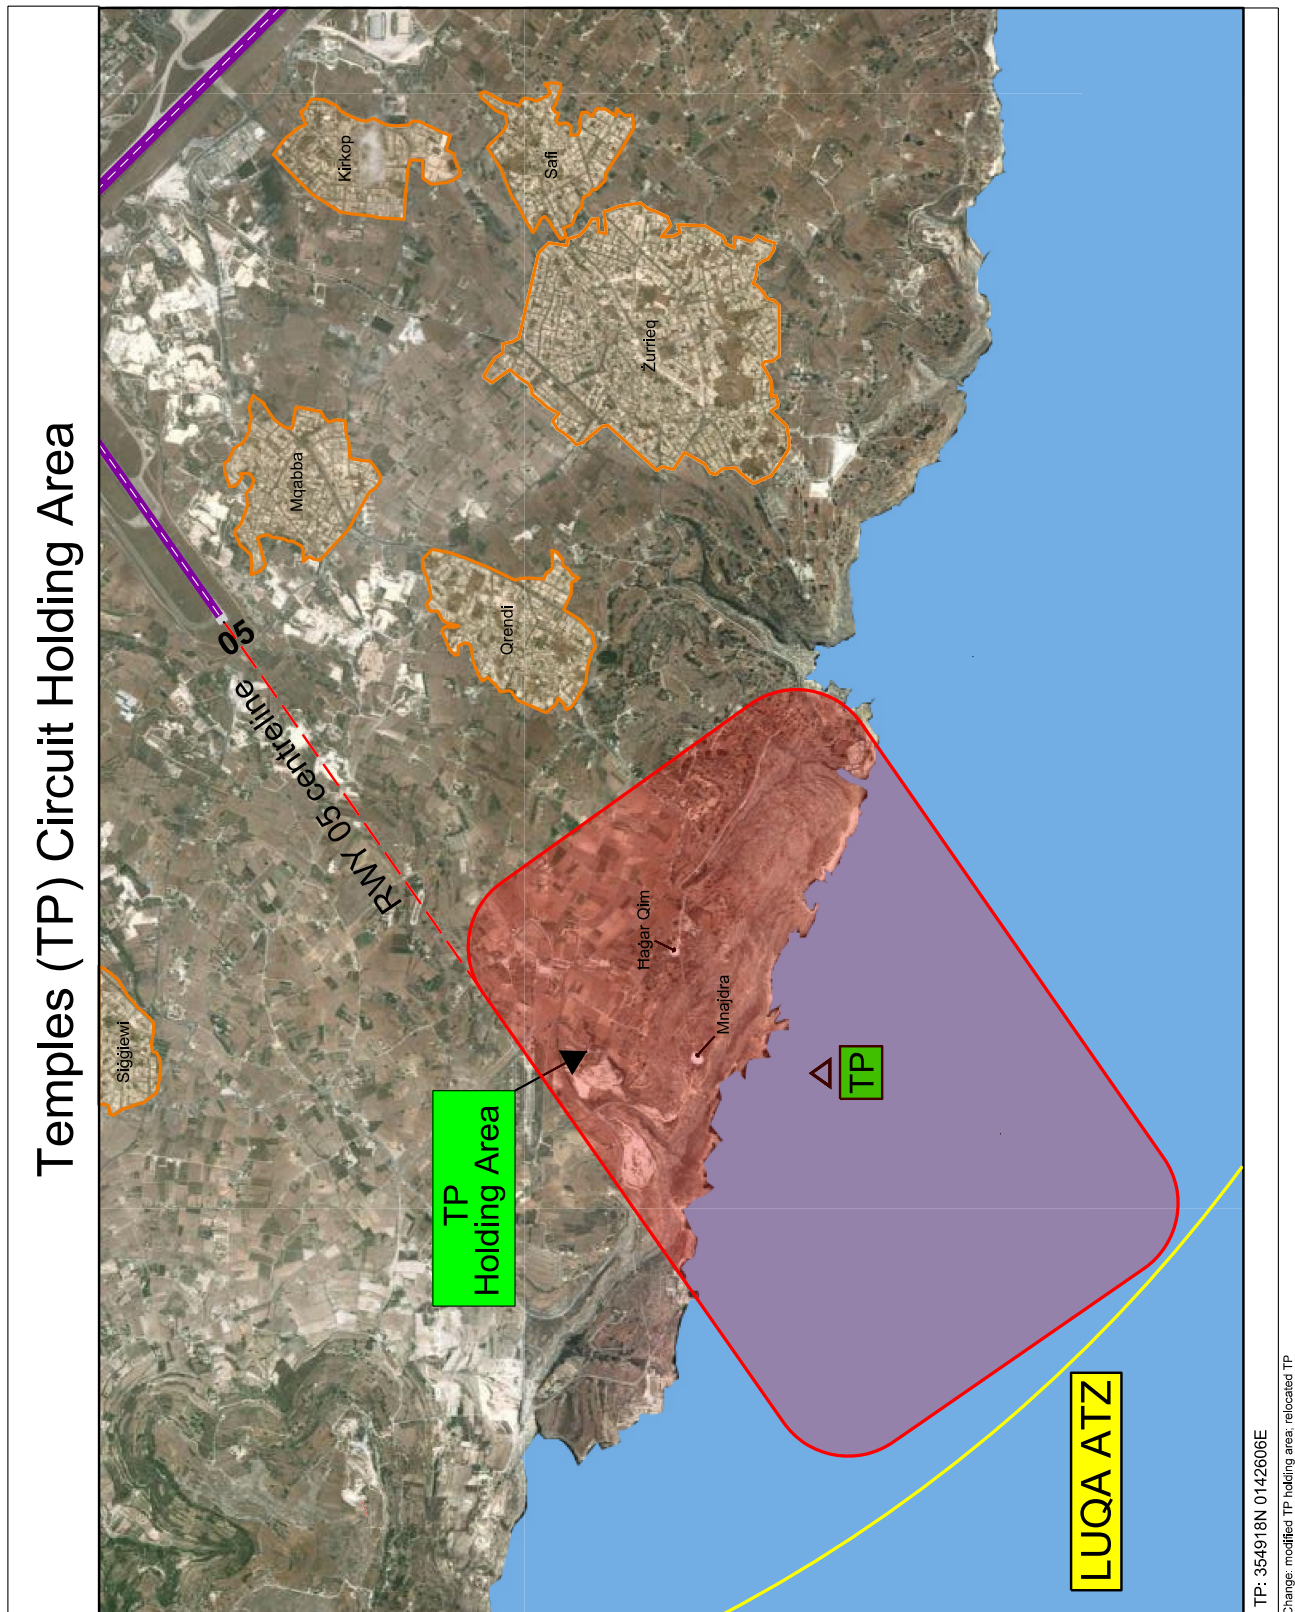 Temples (TP) Circuit Holding Area
Siġġiewi
Mqabba
Kirkop
Safi
Żurrieq
Qrendi
05
RWY 05 centreline
TP
Holding Area
Ħaġar Qim
Mnajdra
TP
LUQA ATZ
TP: 354918N 0142606E
Change: modified TP holding area; relocated TP